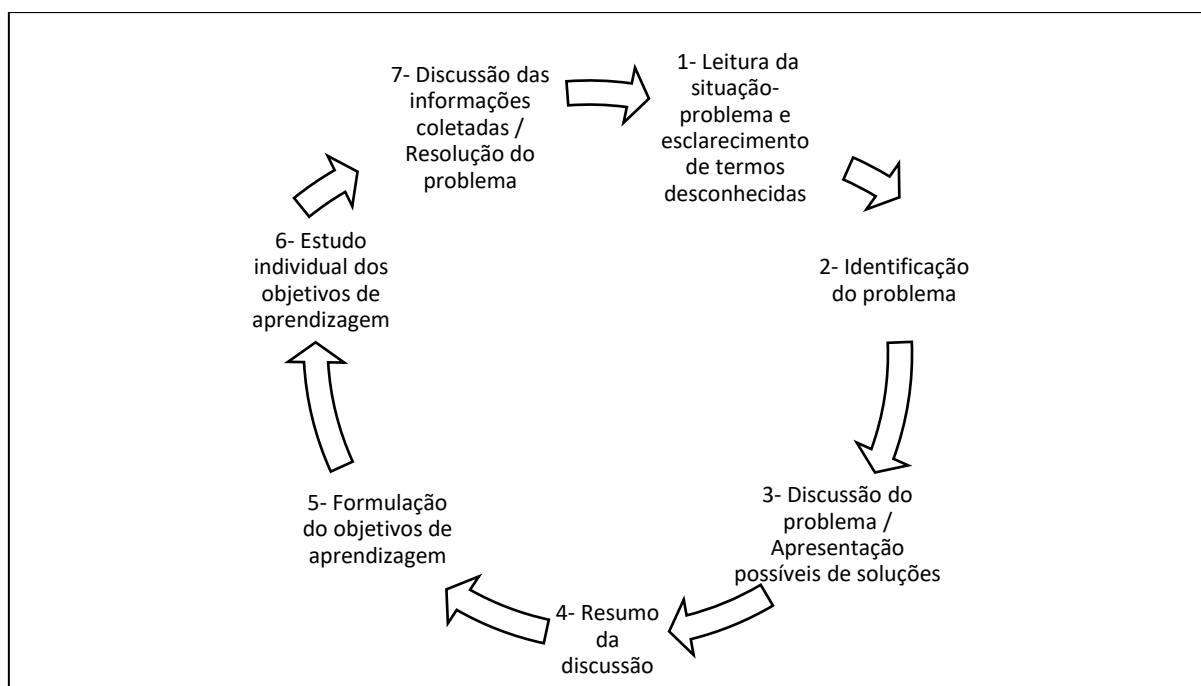 1- Leitura da
situação-
problema e
esclarecimento
de termos
desconhecidas
2- Identificação
do problema
3- Discussão do
problema /
Apresentação
possíveis de soluções
4- Resumo
da
discussão
5- Formulação
do objetivos de
aprendizagem
6- Estudo
individual dos
objetivos de
aprendizagem
7- Discussão das
informações
coletadas /
Resolução do
problema